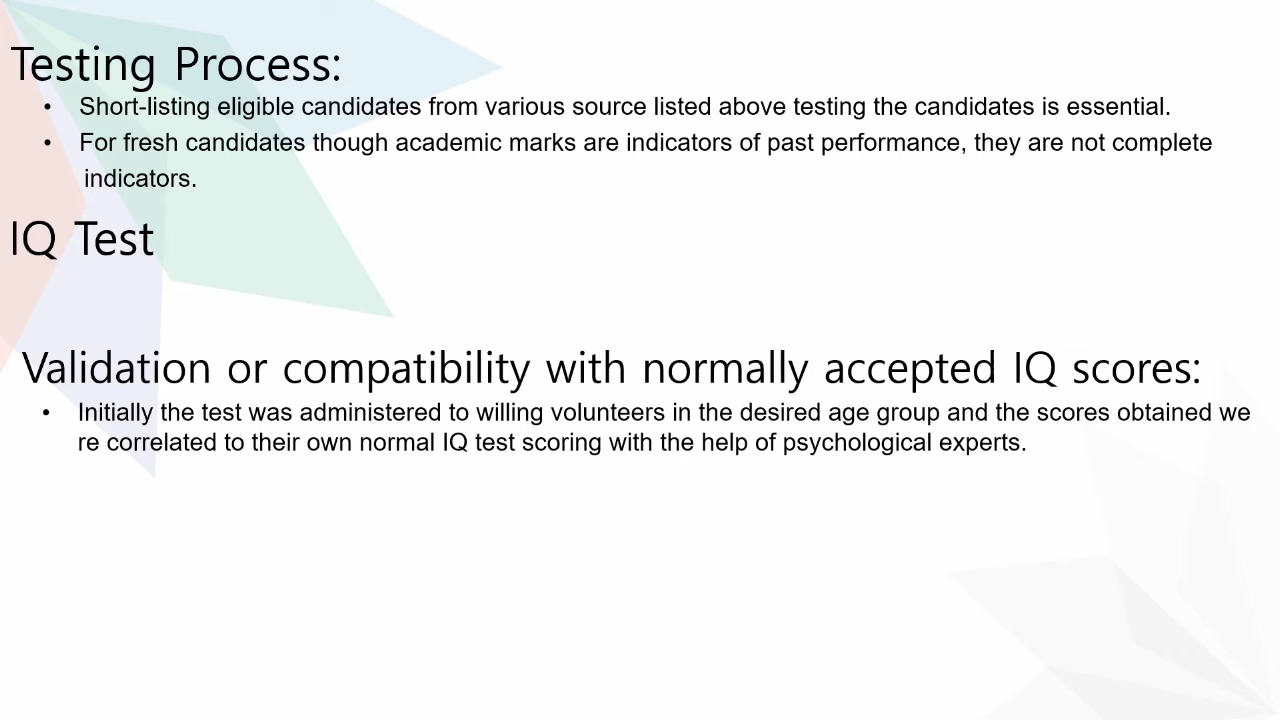 Testing Process:
• Short-listing eligible candidates from various source listed above testing the candidates is essential.
• For fresh candidates though academic marks are indicators of past performance, they are not complete
indicators.
IQ Test
Validation or compatibility with normally accepted IQ scores:
• Initially the test was administered to willing volunteers in the desired age group and the scores obtained we
re correlated to their own normal IQ test scoring with the help of psychological experts.